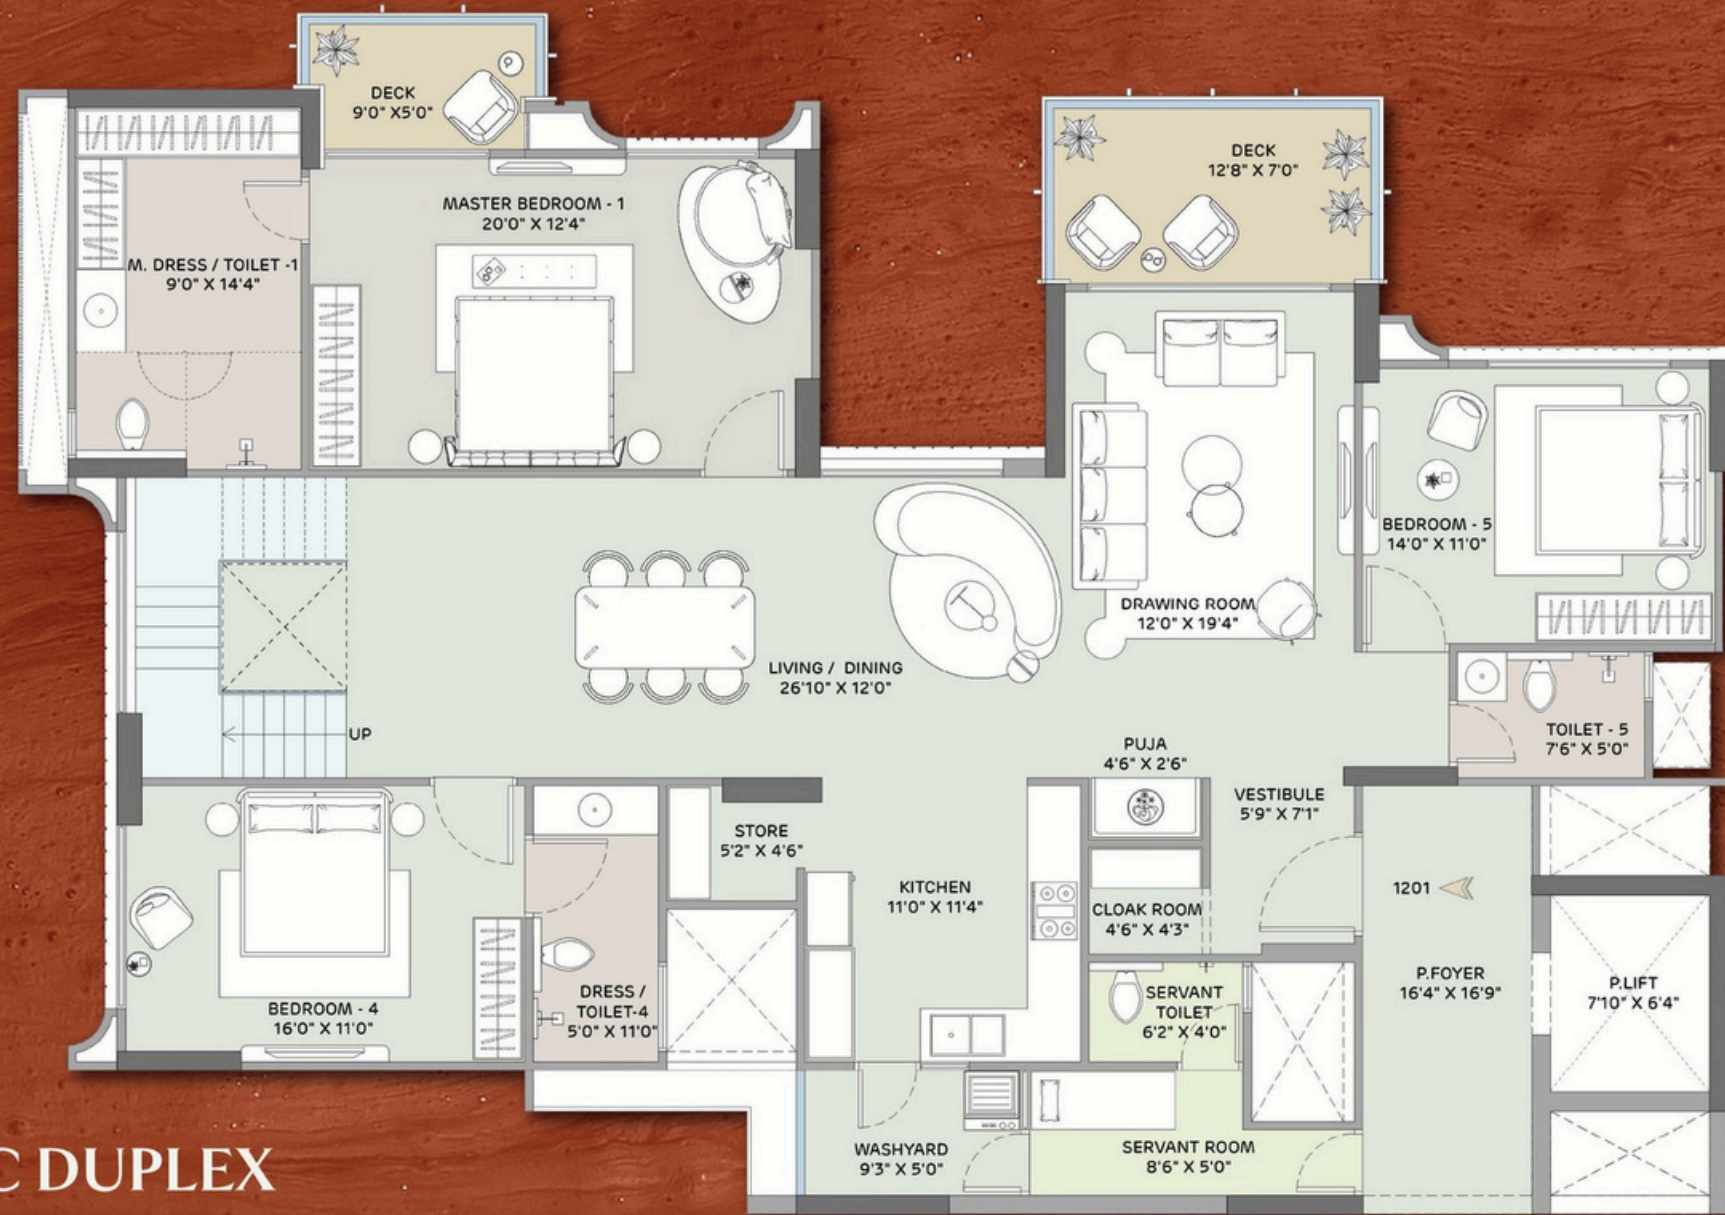 DECK
9'0" X5'0"
DECK
12'8" X 7'0"
MASTER BEDROOM - 1
20'0" X 12'4"
M. DRESS / TOILET -1
9'0" X 14'4"
BEDROOM - 5
14'0" X 11'0"
DRAWING ROOM
12'0" X 19'4"
LIVING / DINING
26'10" X 12'0"
UP
TOILET - 5
7'6" X 5'0"
PUJA
4'6" X 2'6"
VESTIBULE
5'9" X 7'1"
STORE
5'2" X 4'6"
KITCHEN
11'0" X 11'4"
CLOAK ROOM
4'6" X 4'3"
1201
P.FOYER
16'4" X 16'9"
P.LIFT
7'10" X 6'4"
BEDROOM - 4
16'0" X 11'0"
DRESS /
TOILET-4
5'0" X 11'0"
SERVANT
TOILET
6'2" X 4'0"
WASHYARD
9'3" X 5'0"
SERVANT ROOM
8'6" X 5'0"
C DUPLEX